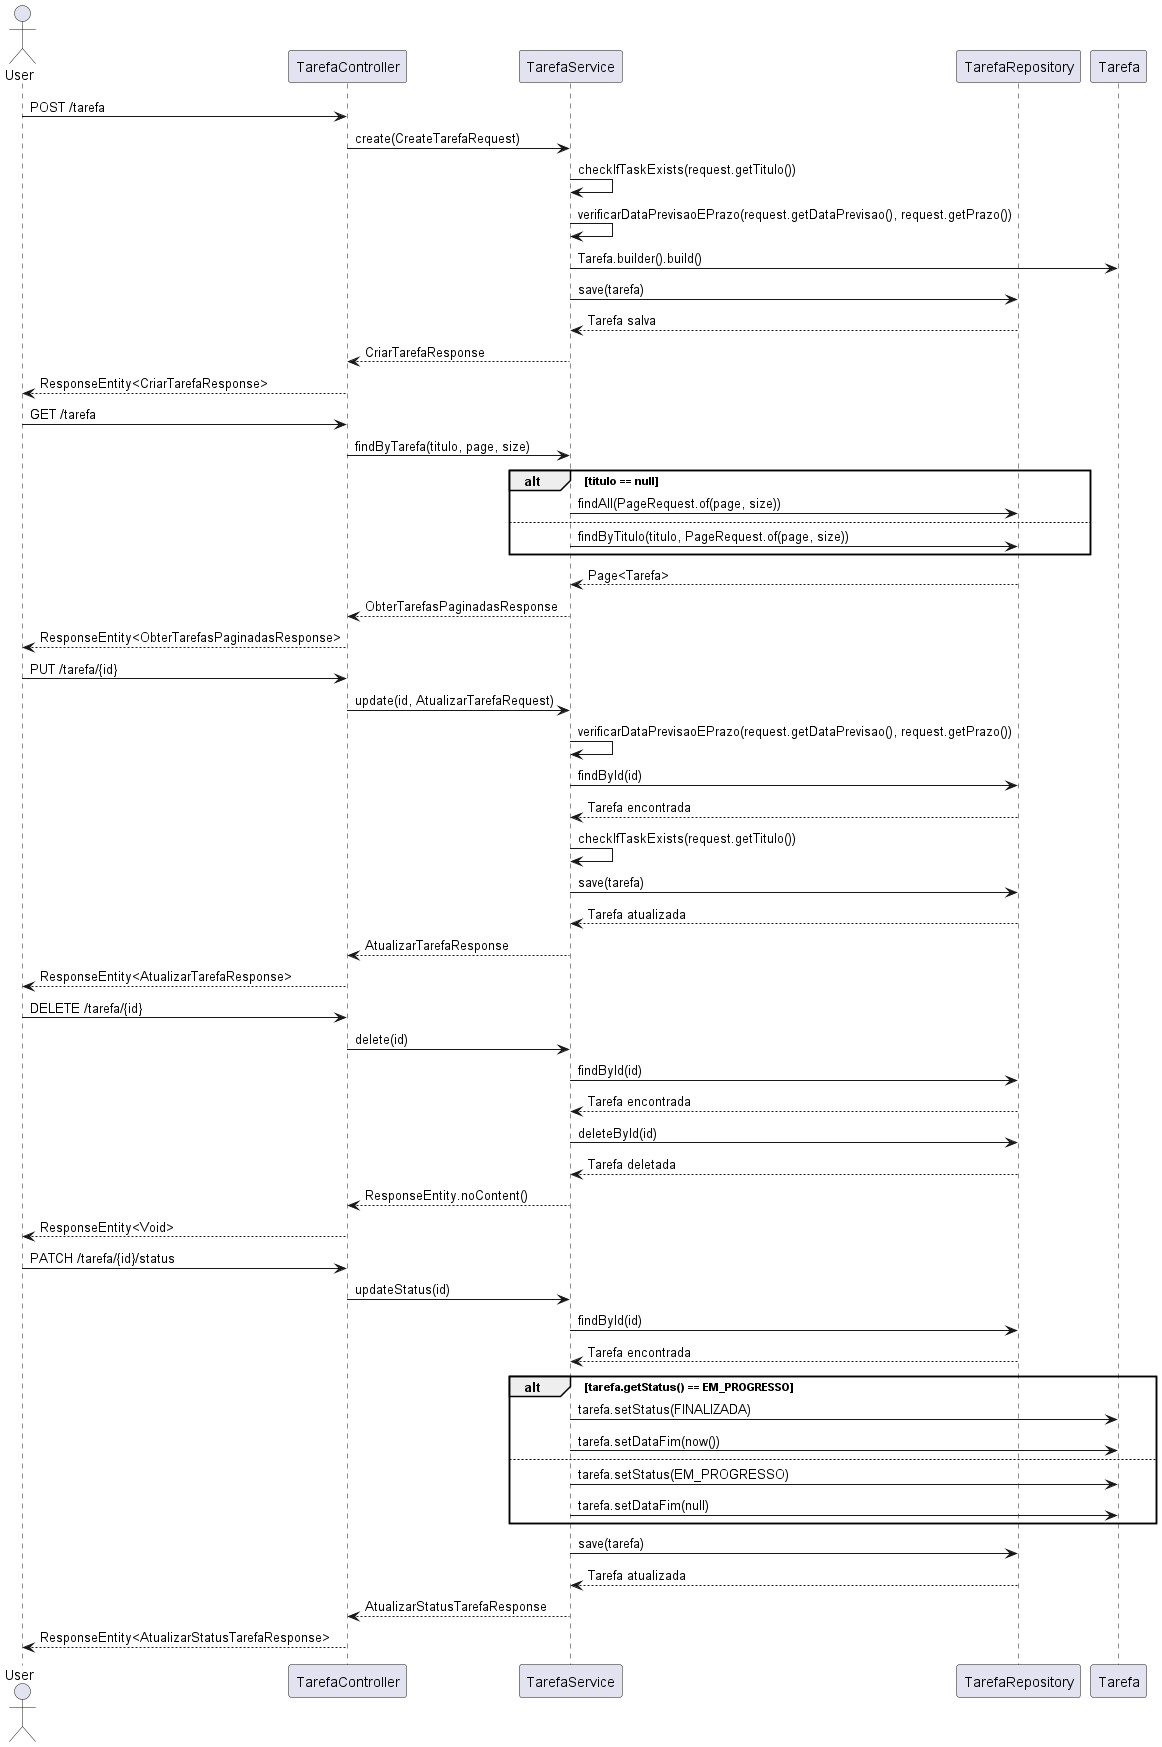 User
TarefaController
TarefaService
TarefaRepository
Tarefa
POST /tarefa
create(CreateTarefaRequest)
checkIfTaskExists(request.getTitulo())
verificarDataPrevisaoEPrazo(request.getDataPrevisao(), request.getPrazo())
Tarefa.builder().build()
save(tarefa)
Tarefa salva
CriarTarefaResponse
ResponseEntity<CriarTarefaResponse>
GET /tarefa
findByTarefa(titulo, page, size)
alt
[titulo == null]
findAll(PageRequest.of(page, size))
findByTitulo(titulo, PageRequest.of(page, size))
Page<Tarefa>
ObterTarefasPaginadasResponse
ResponseEntity<ObterTarefasPaginadasResponse>
PUT /tarefa/{id}
update(id, AtualizarTarefaRequest)
verificarDataPrevisaoEPrazo(request.getDataPrevisao(), request.getPrazo())
findById(id)
Tarefa encontrada
checkIfTaskExists(request.getTitulo())
save(tarefa)
Tarefa atualizada
AtualizarTarefaResponse
ResponseEntity<AtualizarTarefaResponse>
DELETE /tarefa/{id}
delete(id)
findById(id)
Tarefa encontrada
deleteById(id)
Tarefa deletada
ResponseEntity.noContent()
ResponseEntity<Void>
PATCH /tarefa/{id}/status
updateStatus(id)
findById(id)
Tarefa encontrada
alt
[tarefa.getStatus() == EM_PROGRESSO]
tarefa.setStatus(FINALIZADA)
tarefa.setDataFim(now())
tarefa.setStatus(EM_PROGRESSO)
tarefa.setDataFim(null)
save(tarefa)
Tarefa atualizada
AtualizarStatusTarefaResponse
ResponseEntity<AtualizarStatusTarefaResponse>
User
TarefaController
TarefaService
TarefaRepository
Tarefa